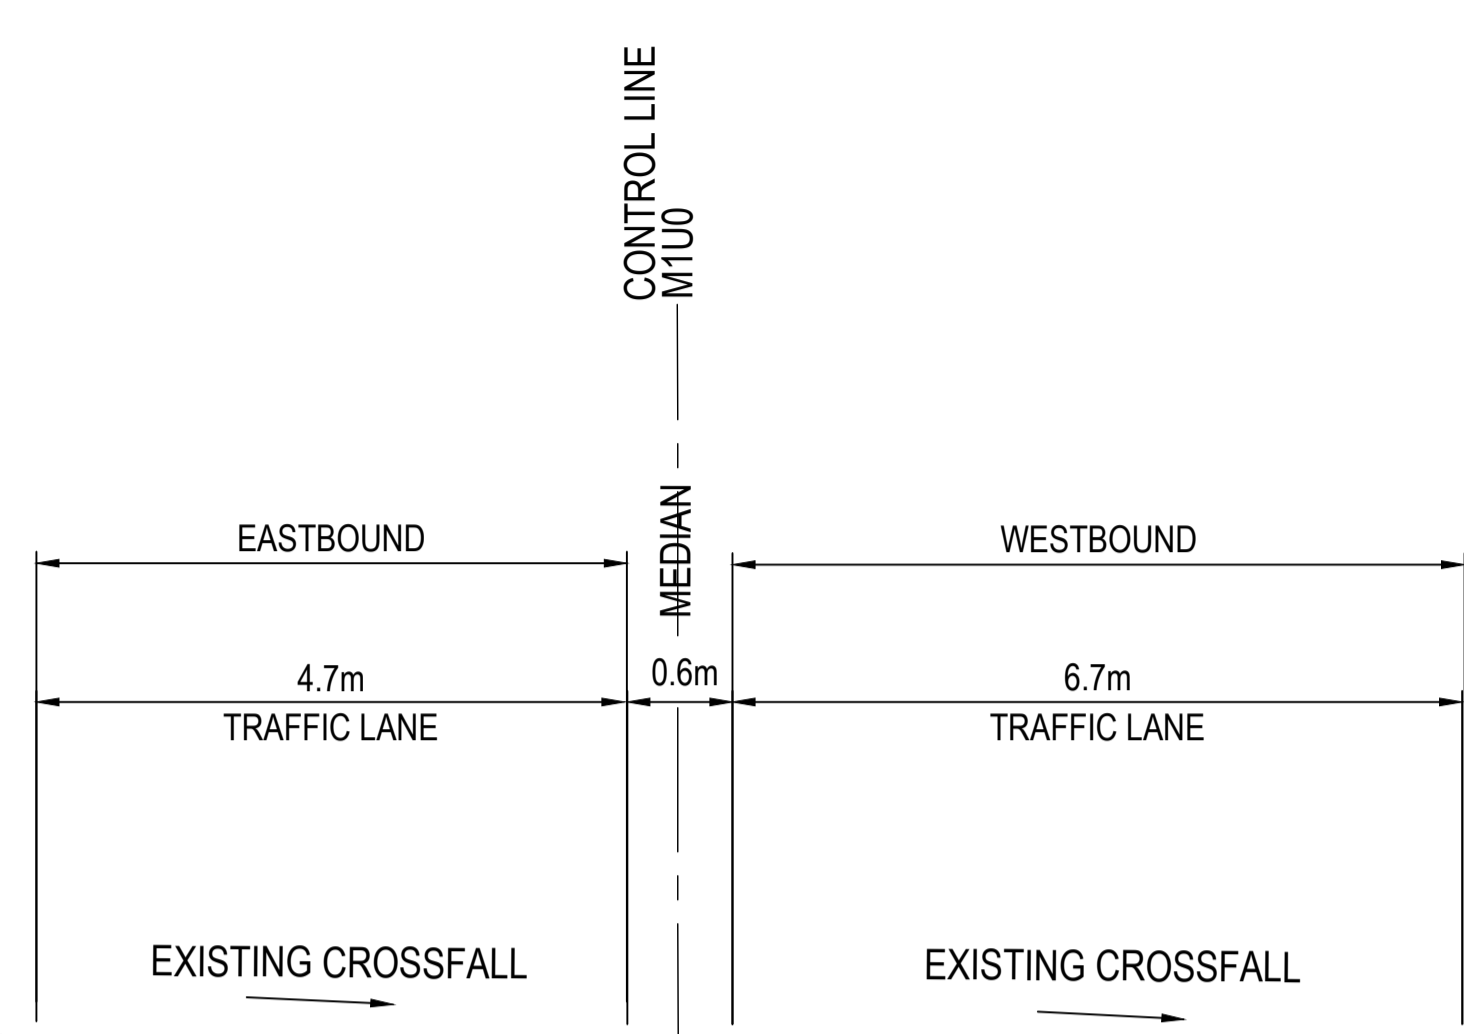 CONTROL LINE
M1U0
MEDIAN
EASTBOUND
WESTBOUND
4.7m
0.6m
6.7m
TRAFFIC LANE
TRAFFIC LANE
EXISTING CROSSFALL
EXISTING CROSSFALL